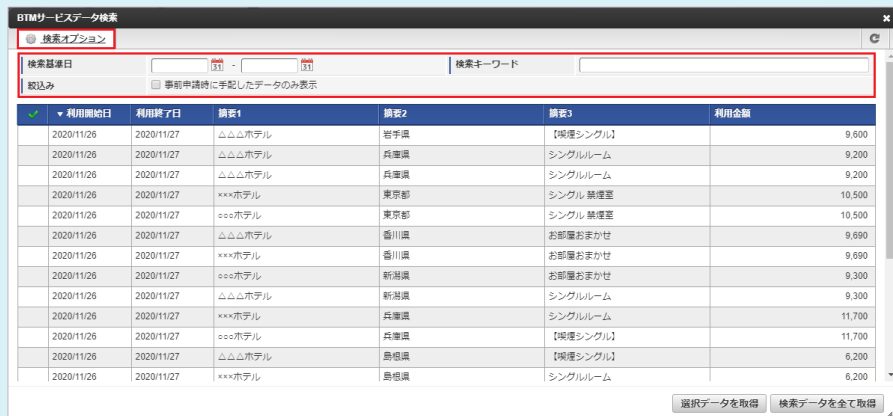 BTMサービスデータ検索
検索オプション
検索基準日 - 検索キーワード
絞込み 事前申請時に手配したデータのみ表示
▼利用開始日 利用終了日 摘要1 摘要2 摘要3 利用金額
2020/11/26 2020/11/27 △△△ホテル 岩手県 【喫煙シングル】 9,600
2020/11/26 2020/11/27 △△△ホテル 兵庫県 シングルルーム 9,200
2020/11/26 2020/11/27 △△△ホテル 兵庫県 シングルルーム 9,200
2020/11/26 2020/11/27 ×××ホテル 東京都 シングル 禁煙室 10,500
2020/11/26 2020/11/27 ○○○ホテル 東京都 シングル 禁煙室 10,500
2020/11/26 2020/11/27 △△△ホテル 香川県 お部屋おまかせ 9,690
2020/11/26 2020/11/27 ×××ホテル 香川県 お部屋おまかせ 9,690
2020/11/26 2020/11/27 ○○○ホテル 新潟県 お部屋おまかせ 9,300
2020/11/26 2020/11/27 △△△ホテル 新潟県 シングルルーム 9,300
2020/11/26 2020/11/27 ×××ホテル 兵庫県 シングルルーム 11,700
2020/11/26 2020/11/27 ○○○ホテル 兵庫県 【喫煙シングル】 11,700
2020/11/26 2020/11/27 △△△ホテル 島根県 【喫煙シングル】 6,200
2020/11/26 2020/11/27 ×××ホテル 島根県 シングルルーム 6,200
選択データを取得 検索データを全て取得